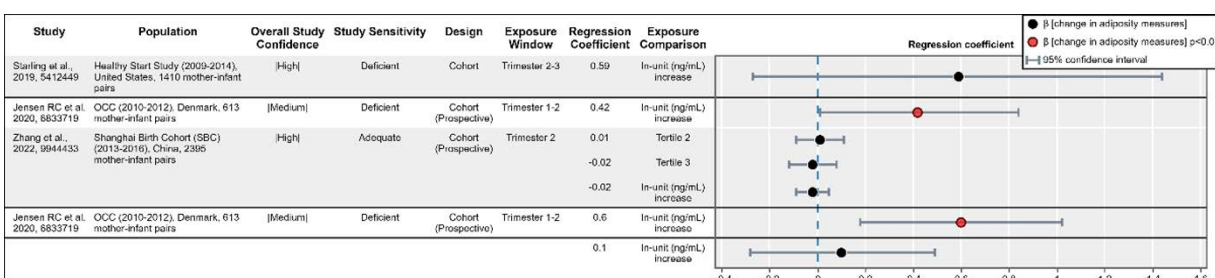 β [change in adiposity measures]
β [change in adiposity measures] p<0.0
95% confidence interval
Study Population Overall Study Confidence Study Sensitivity Design Exposure Window Regression Coefficient Exposure Comparison Regression coefficient
Starling et al., Healthy Start Study (2009-2014), |High| Deficient Cohort Trimester 2-3 0.59 ln-unit (ng/mL)
2019, 5412449 United States, 1410 mother-infant increase
pairs
Jensen RC et al. OCC (2010-2012), Denmark, 613 |Medium| Deficient Cohort Trimester 1-2 0.42 ln-unit (ng/mL)
2020, 6833719 mother-infant pairs (Prospective) increase
Zhang et al., Shanghai Birth Cohort (SBC) |High| Adequate Cohort Trimester 2 0.01 Tertile 2
2022, 9944433 (2013-2016), China, 2395 (Prospective)
mother-infant pairs -0.02 Tertile 3
-0.02 ln-unit (ng/mL)
increase
Jensen RC et al. OCC (2010-2012), Denmark, 613 |Medium| Deficient Cohort Trimester 1-2 0.6 ln-unit (ng/mL)
2020, 6833719 mother-infant pairs (Prospective) increase
0.1 ln-unit (ng/mL)
increase